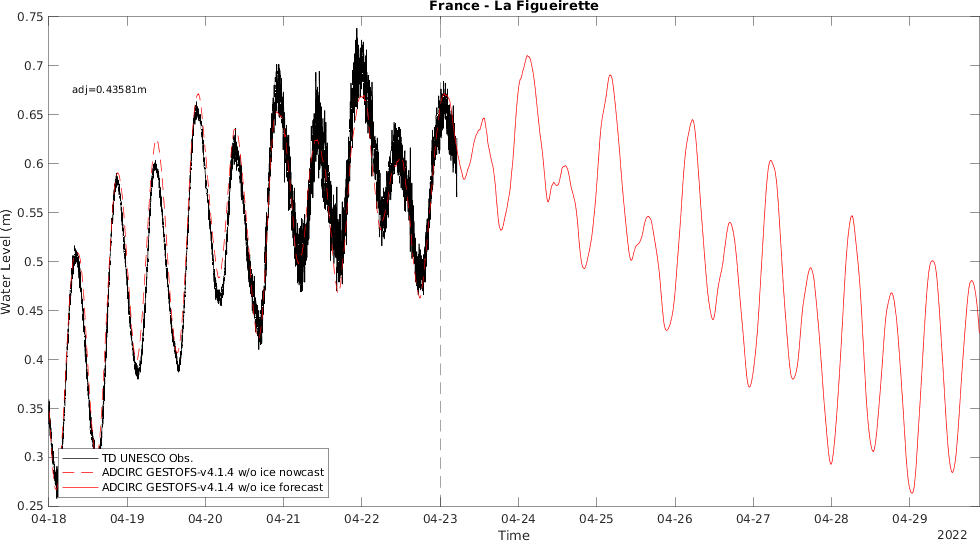 France - La Figueirette
0.75
0.7
0.65
0.6
0.55
0.5
0.45
0.4
0.35
0.3
0.25
Water Level (m)
adj=0.43581m
TD UNESCO Obs.
ADCIRC GESTOFS-v4.1.4 w/o ice nowcast
ADCIRC GESTOFS-v4.1.4 w/o ice forecast
04-18 04-19 04-20 04-21 04-22 04-23 04-24 04-25 04-26 04-27 04-28 04-29
Time
2022